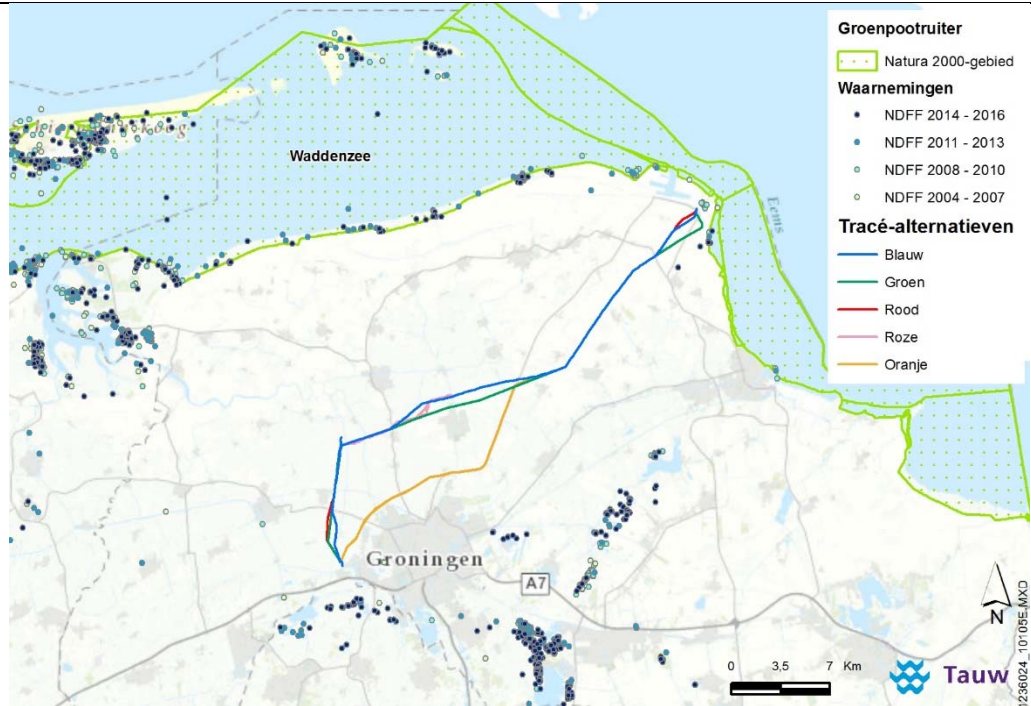 Groenpootruiter
Natura 2000-gebied
Waarnemingen
NDFF 2014 - 2016
NDFF 2011 - 2013
NDFF 2008 - 2010
NDFF 2004 - 2007
Tracé-alternatieven
Blauw
Groen
Rood
Roze
Oranje
Waddenzee
Eems
Groningen
A7
N
0 3,5 7 Km
Tauw
1236024_101055.MXD